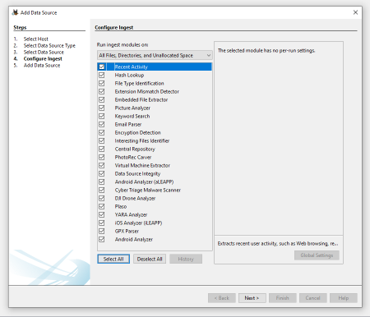 Add Data Source
Steps
1. Select Host
2. Select Data Source Type
3. Select Data Source
4. Configure Ingest
5. Add Data Source
Configure Ingest
Run ingest modules on:
All Files, Directories, and Unallocated Space
Recent Activity
Hash Lookup
File Type Identification
Extension Mismatch Detector
Embedded File Extractor
Picture Analyzer
Keyword Search
Email Parser
Encryption Detection
Interesting Files Identifier
Central Repository
PhotoRec Carver
Virtual Machine Extractor
Data Source Integrity
Android Analyzer (aLEAPP)
Cyber Triage Malware Scanner
DJI Drone Analyzer
Plaso
YARA Analyzer
iOS Analyzer (iLEAPP)
GPX Parser
Android Analyzer
The selected module has no per-run settings.
Extracts recent user activity, such as Web browsing, re...
Global Settings
Select All
Deselect All
History
< Back
Next >
Finish
Cancel
Help